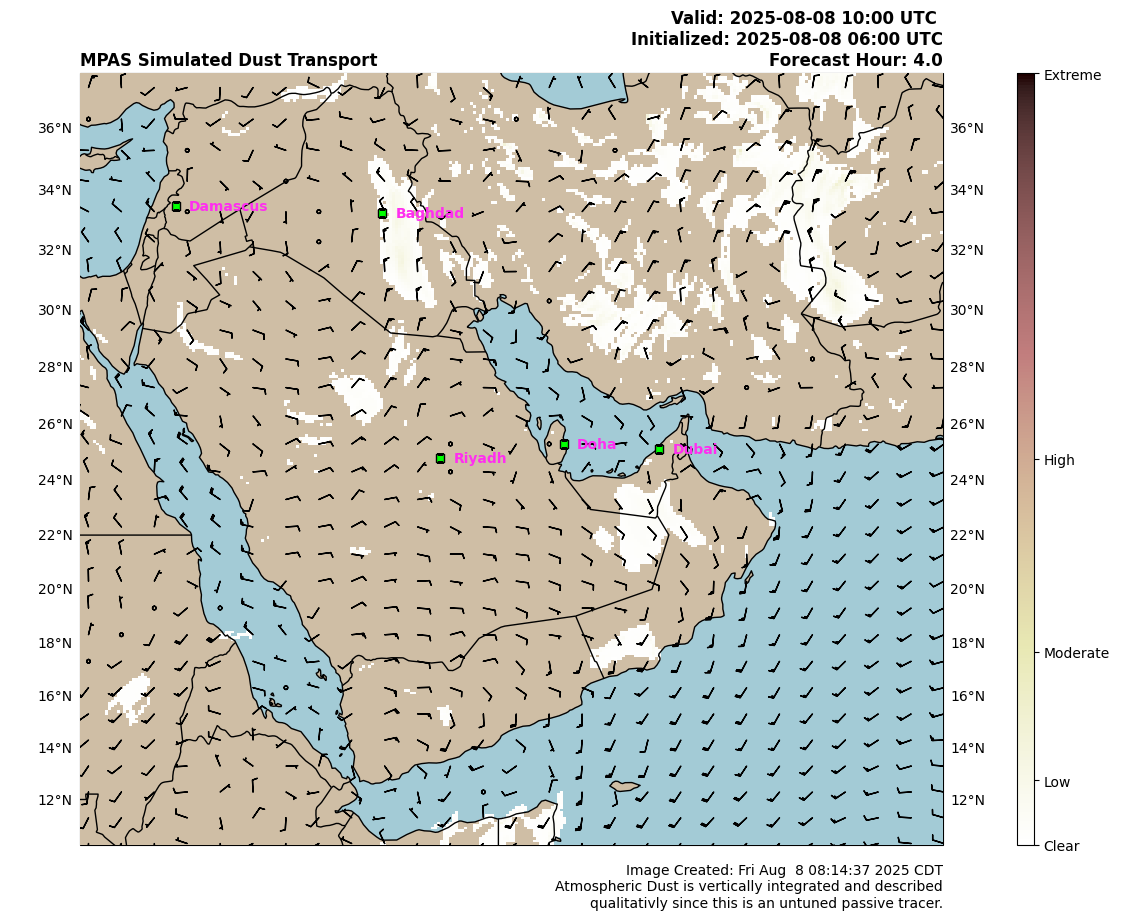 Valid: 2025-08-08 10:00 UTC
Initialized: 2025-08-08 06:00 UTC
MPAS Simulated Dust Transport Forecast Hour: 4.0
Extreme
36°N 36°N
34°N 34°N
Damascus Baghdad
32°N 32°N
30°N 30°N
28°N 28°N
26°N 26°N
Doha Dubai
Riyadh High
24°N 24°N
22°N 22°N
20°N 20°N
18°N 18°N
Moderate
16°N 16°N
14°N 14°N
Low
12°N 12°N
Clear
Image Created: Fri Aug  8 08:14:37 2025 CDT
Atmospheric Dust is vertically integrated and described
qualitativly since this is an untuned passive tracer.